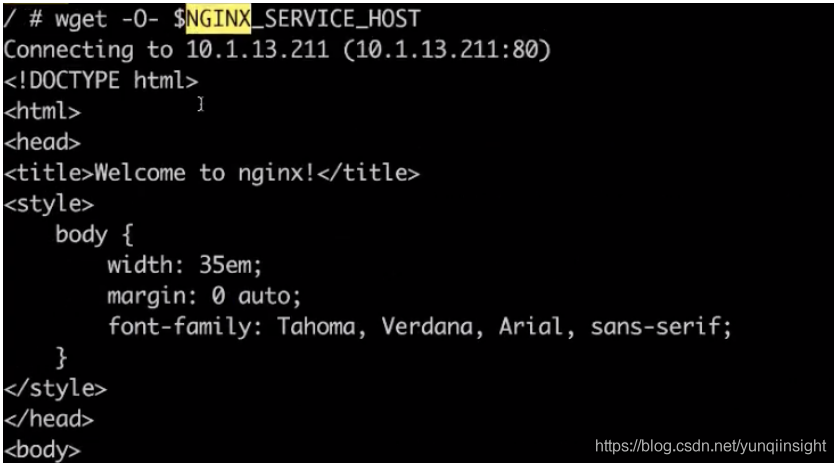 / # wget -O- $NGINX_SERVICE_HOST
Connecting to 10.1.13.211 (10.1.13.211:80)
<!DOCTYPE html>
<html>
<head>
<title>Welcome to nginx!</title>
<style>
    body {
        width: 35em;
        margin: 0 auto;
        font-family: Tahoma, Verdana, Arial, sans-serif;
    }
</style>
</head>
<body>
https://blog.csdn.net/yunqiinsight